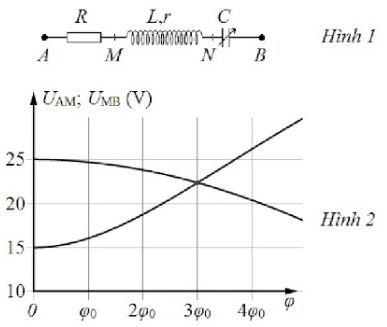 R L,r C
A M N B Hình 1
U_AM; U_MB (V)
25
20
15
10
0 φ₀ 2φ₀ 3φ₀ 4φ₀ φ
Hình 2